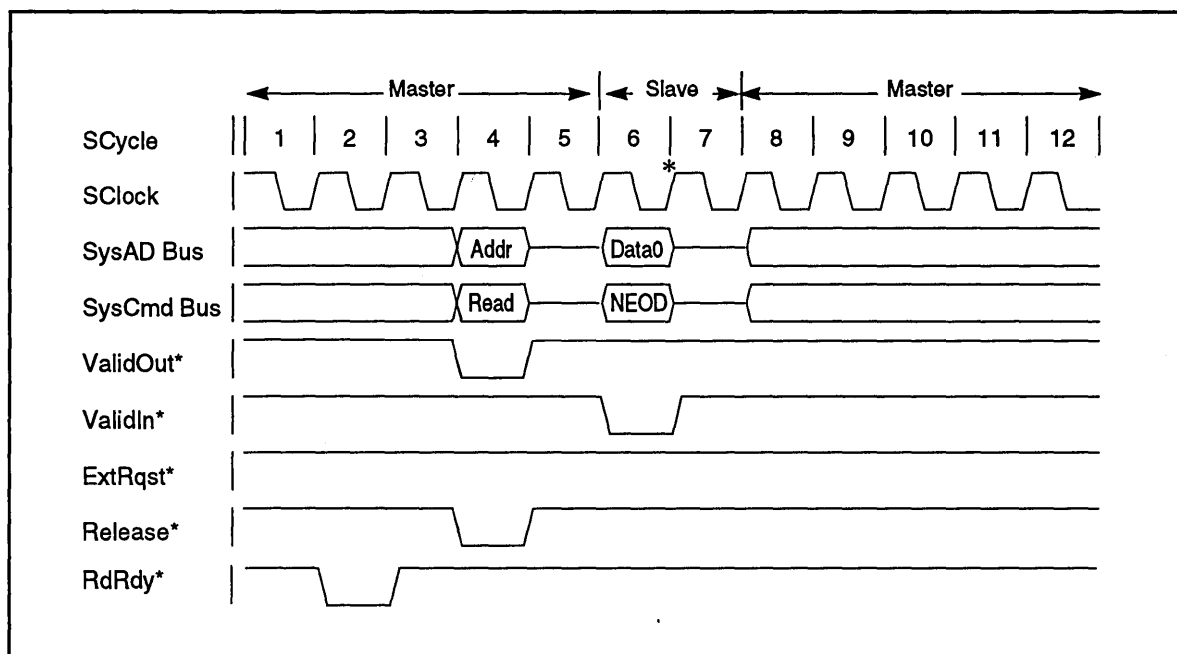 Master Slave Master
SCycle 1 2 3 4 5 6 7 8 9 10 11 12
*
SClock
SysAD Bus Addr Data0
SysCmd Bus Read NEOD
ValidOut*
ValidIn*
ExtRqst*
Release*
RdRdy*